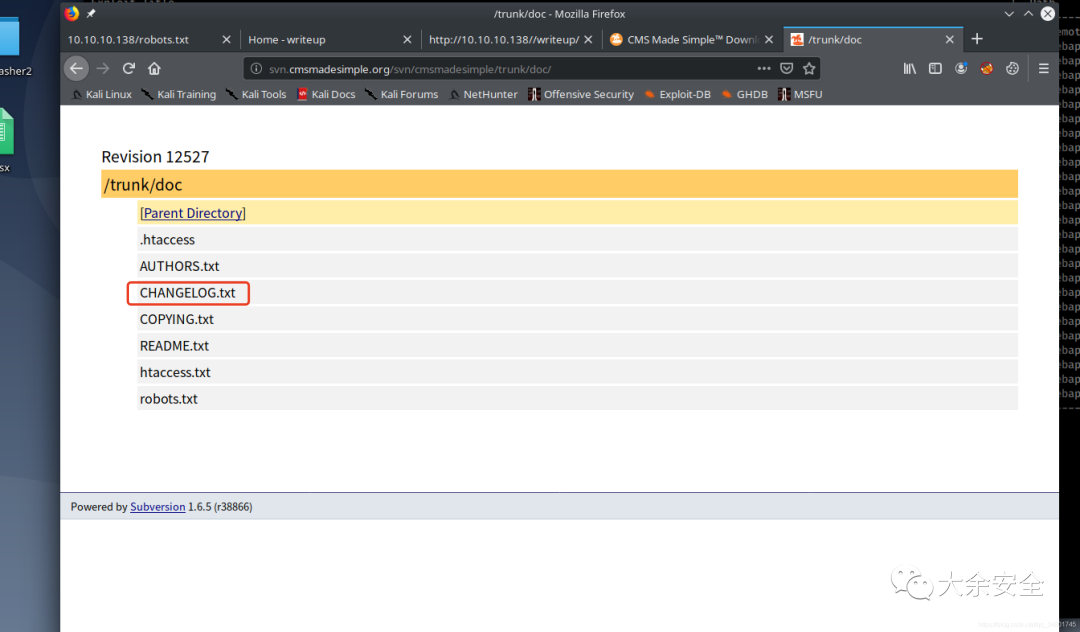 /trunk/doc - Mozilla Firefox
10.10.10.138/robots.txt
Home - writeup
http://10.10.10.138//writeup/
CMS Made Simple™ Downl
/trunk/doc
svn.cmsmadesimple.org/svn/cmsmadesimple/trunk/doc/
Kali Linux
Kali Training
Kali Tools
Kali Docs
Kali Forums
NetHunter
Offensive Security
Exploit-DB
GHDB
MSFU
asher2
sx
Revision 12527
/trunk/doc
[Parent Directory]
.htaccess
AUTHORS.txt
CHANGELOG.txt
COPYING.txt
README.txt
htaccess.txt
robots.txt
Powered by Subversion 1.6.5 (r38866)
大余安全